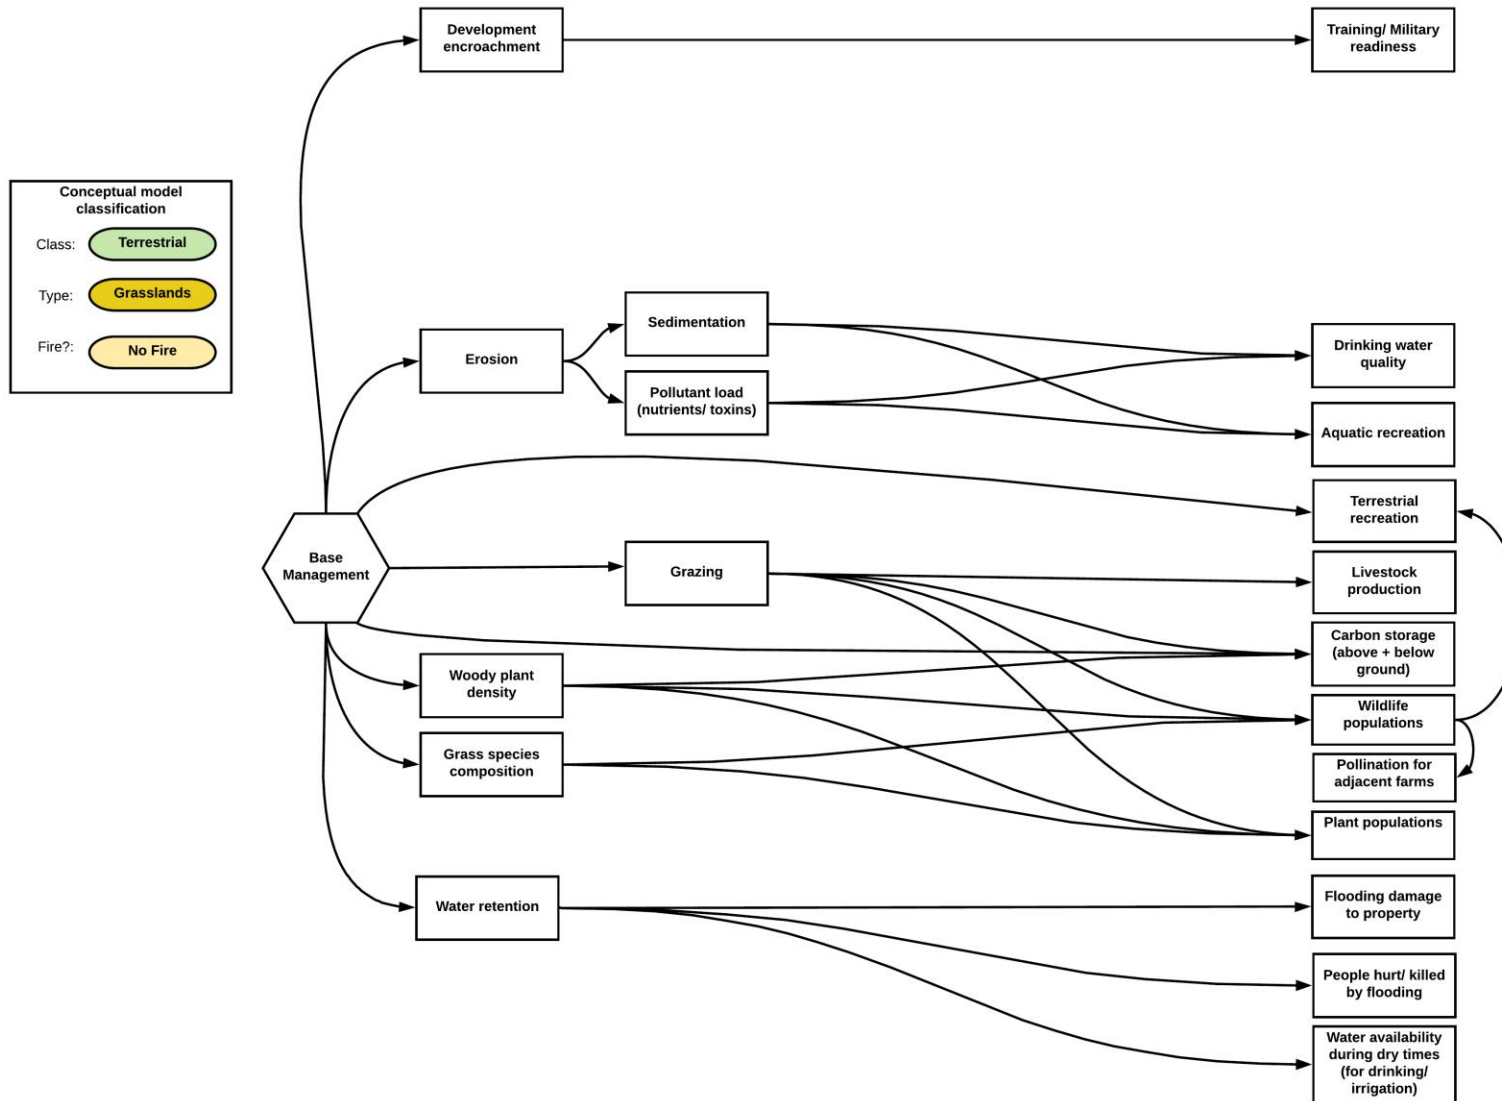 Development
encroachment
Training/ Military
readiness
Conceptual model
classification
Class:
Terrestrial
Type:
Grasslands
Fire?:
No Fire
Sedimentation
Erosion
Pollutant load
(nutrients/ toxins)
Drinking water
quality
Aquatic recreation
Terrestrial
recreation
Base
Management
Grazing
Livestock
production
Carbon storage
(above + below
ground)
Woody plant
density
Wildlife
populations
Grass species
composition
Pollination for
adjacent farms
Plant populations
Water retention
Flooding damage
to property
People hurt/ killed
by flooding
Water availability
during dry times
(for drinking/
irrigation)